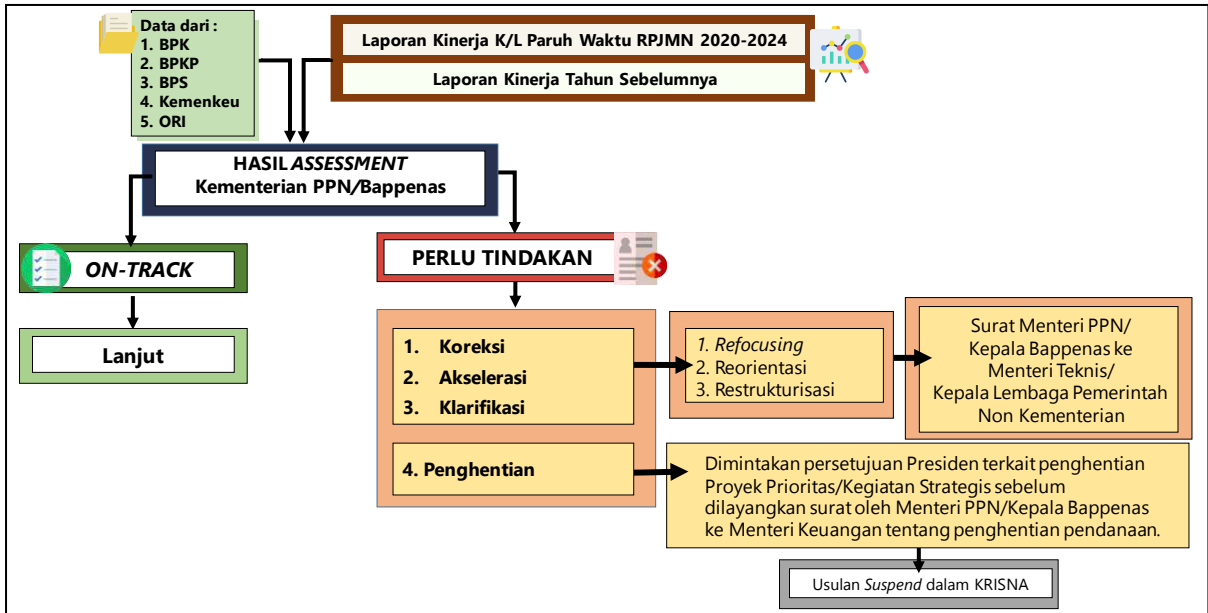 Data dari :
1. BPK
2. BPKP
3. BPS
4. Kemenkeu
5. ORI
Laporan Kinerja K/L Paruh Waktu RPJMN 2020-2024
Laporan Kinerja Tahun Sebelumnya
HASIL ASSESSMENT
Kementerian PPN/Bappenas
ON-TRACK
Lanjut
PERLU TINDAKAN
1. Koreksi
2. Akselerasi
3. Klarifikasi
1. Refocusing
2. Reorientasi
3. Restrukturisasi
Surat Menteri PPN/
Kepala Bappenas ke
Menteri Teknis/
Kepala Lembaga Pemerintah
Non Kementerian
4. Penghentian
Dimintakan persetujuan Presiden terkait penghentian
Proyek Prioritas/Kegiatan Strategis sebelum
dilayangkan surat oleh Menteri PPN/Kepala Bappenas
ke Menteri Keuangan tentang penghentian pendanaan.
Usulan Suspend dalam KRISNA